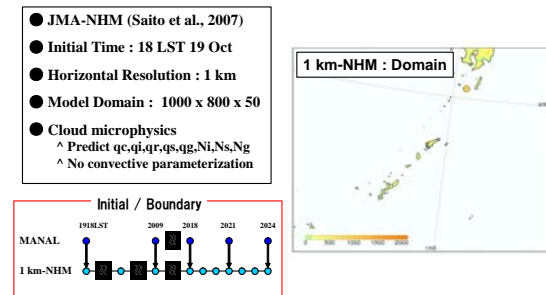 ● JMA-NHM (Saito et al., 2007)
● Initial Time : 18 LST 19 Oct
● Horizontal Resolution : 1 km
● Model Domain : 1000 x 800 x 50
● Cloud microphysics
^ Predict qc,qi,qr,qs,qg,Ni,Ns,Ng
^ No convective parameterization
1 km-NHM : Domain
0 500 1000 1500 2000
Initial / Boundary
1918LST 2009 2018 2021 2024
MANAL
1 km-NHM